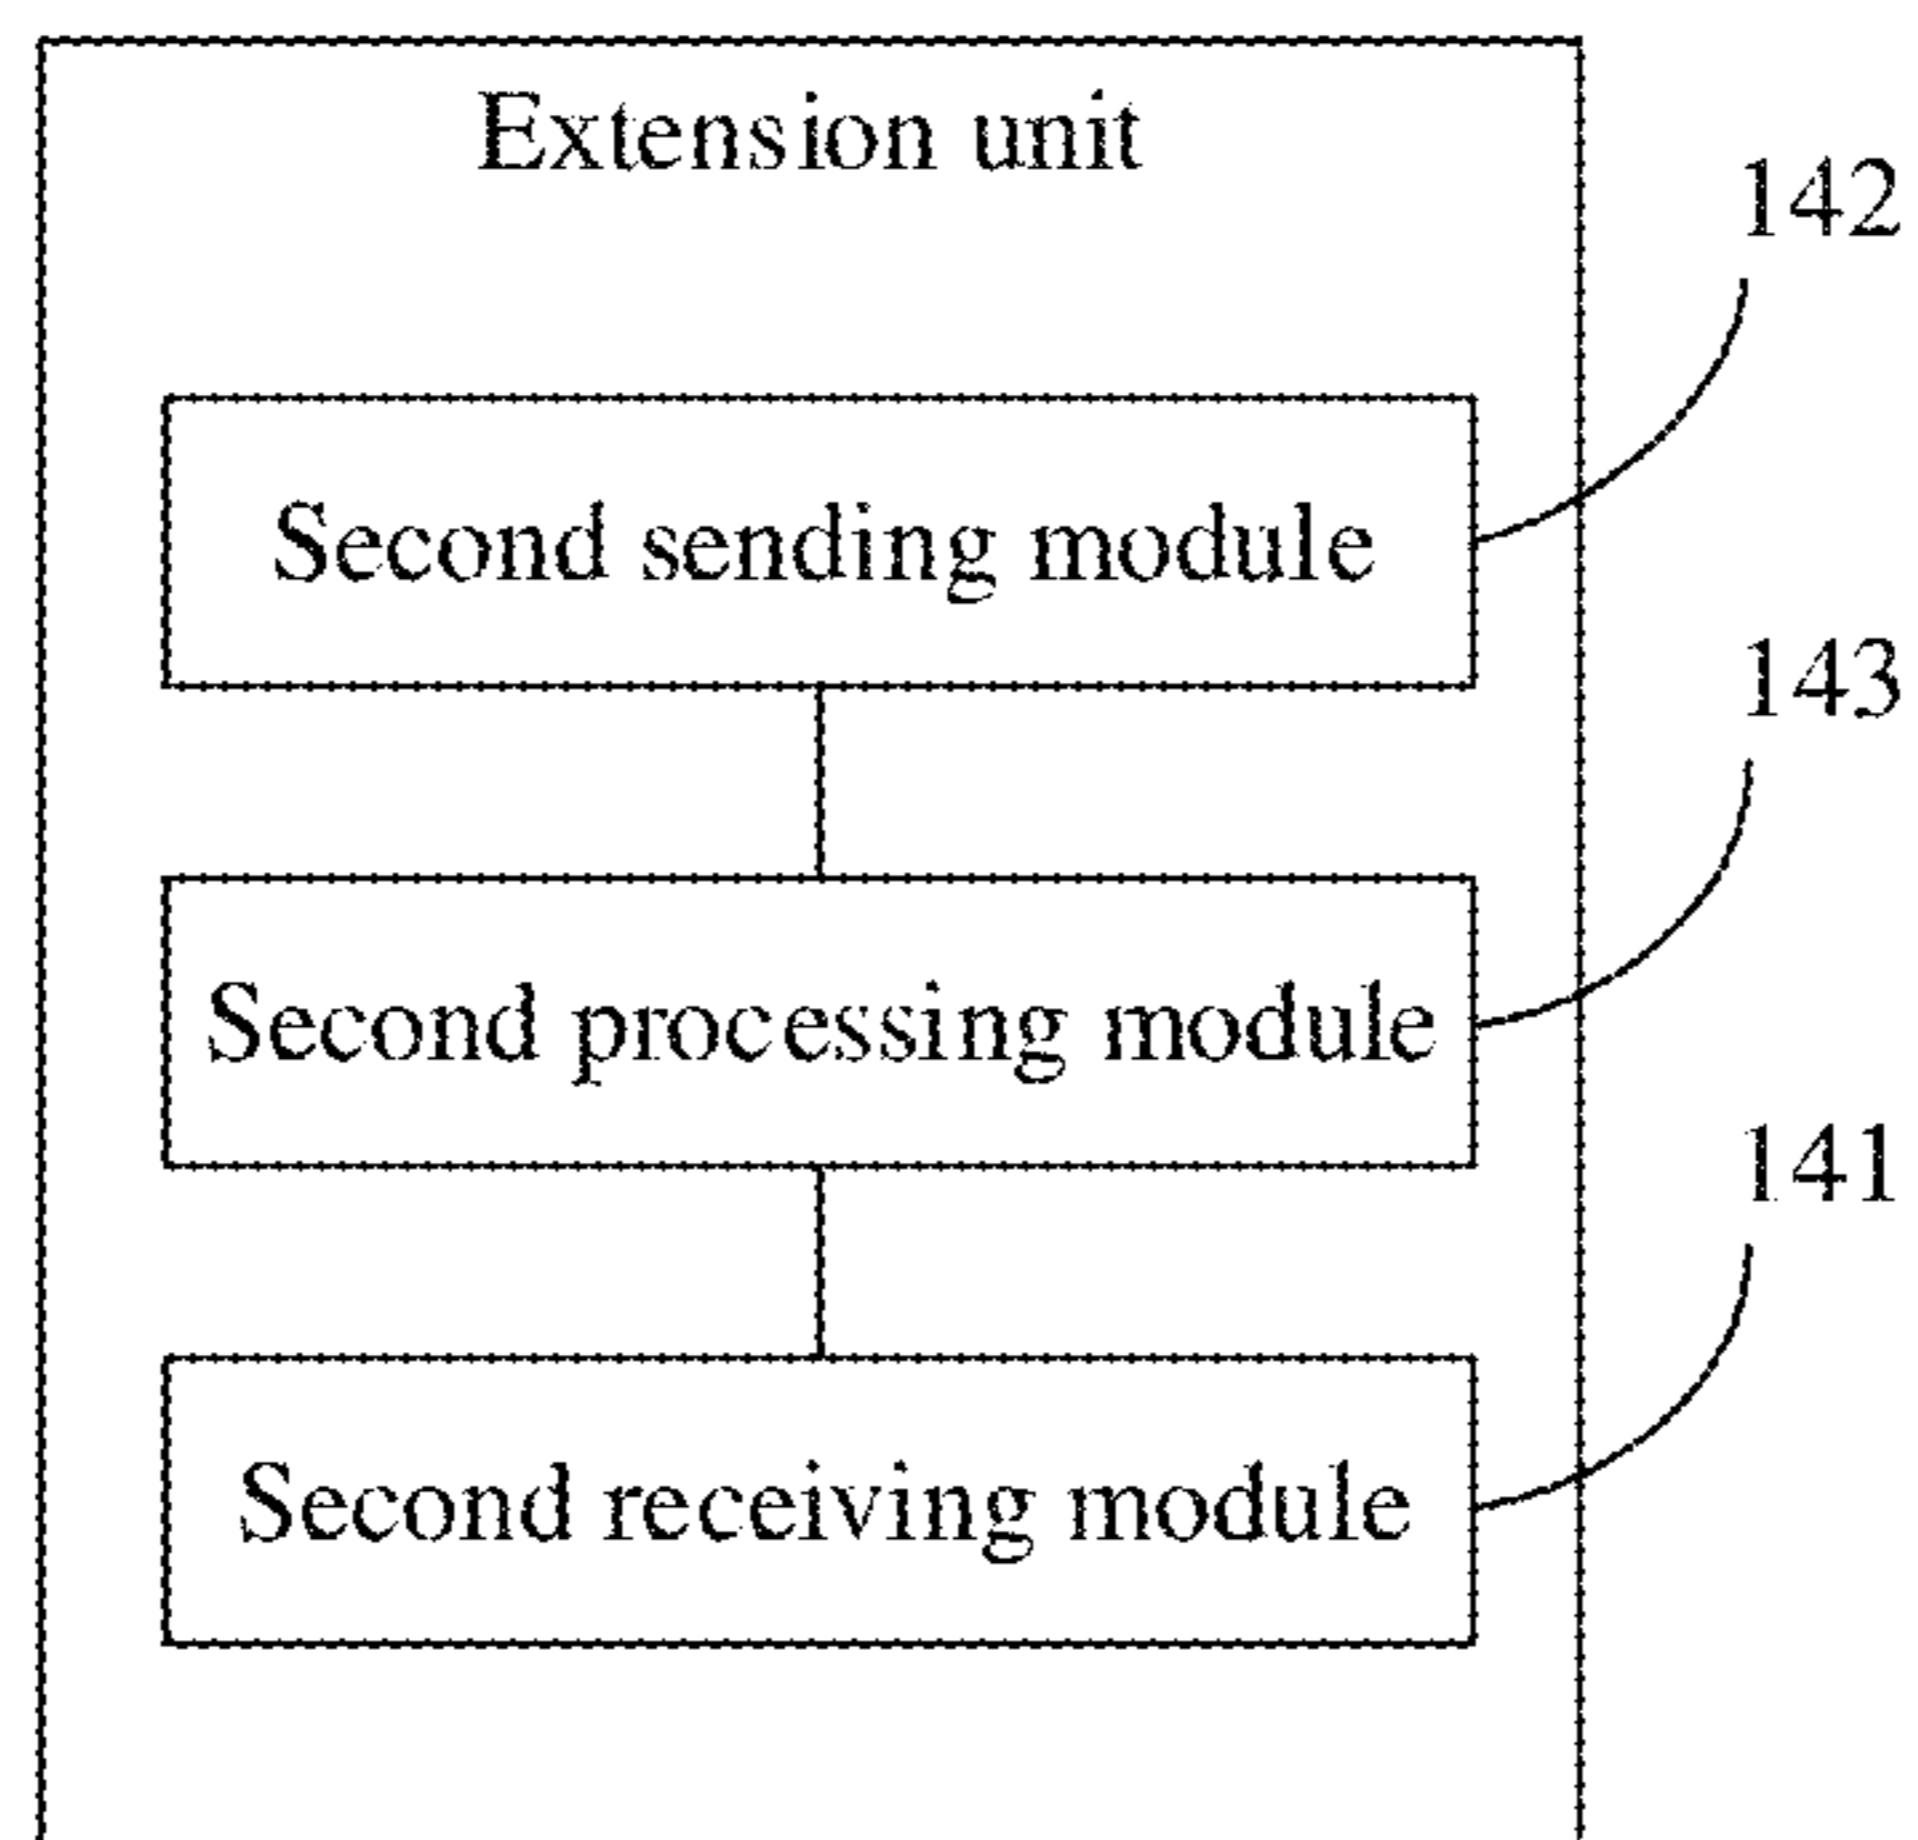 Extension unit
142
Second sending module
143
Second processing module
141
Second receiving module